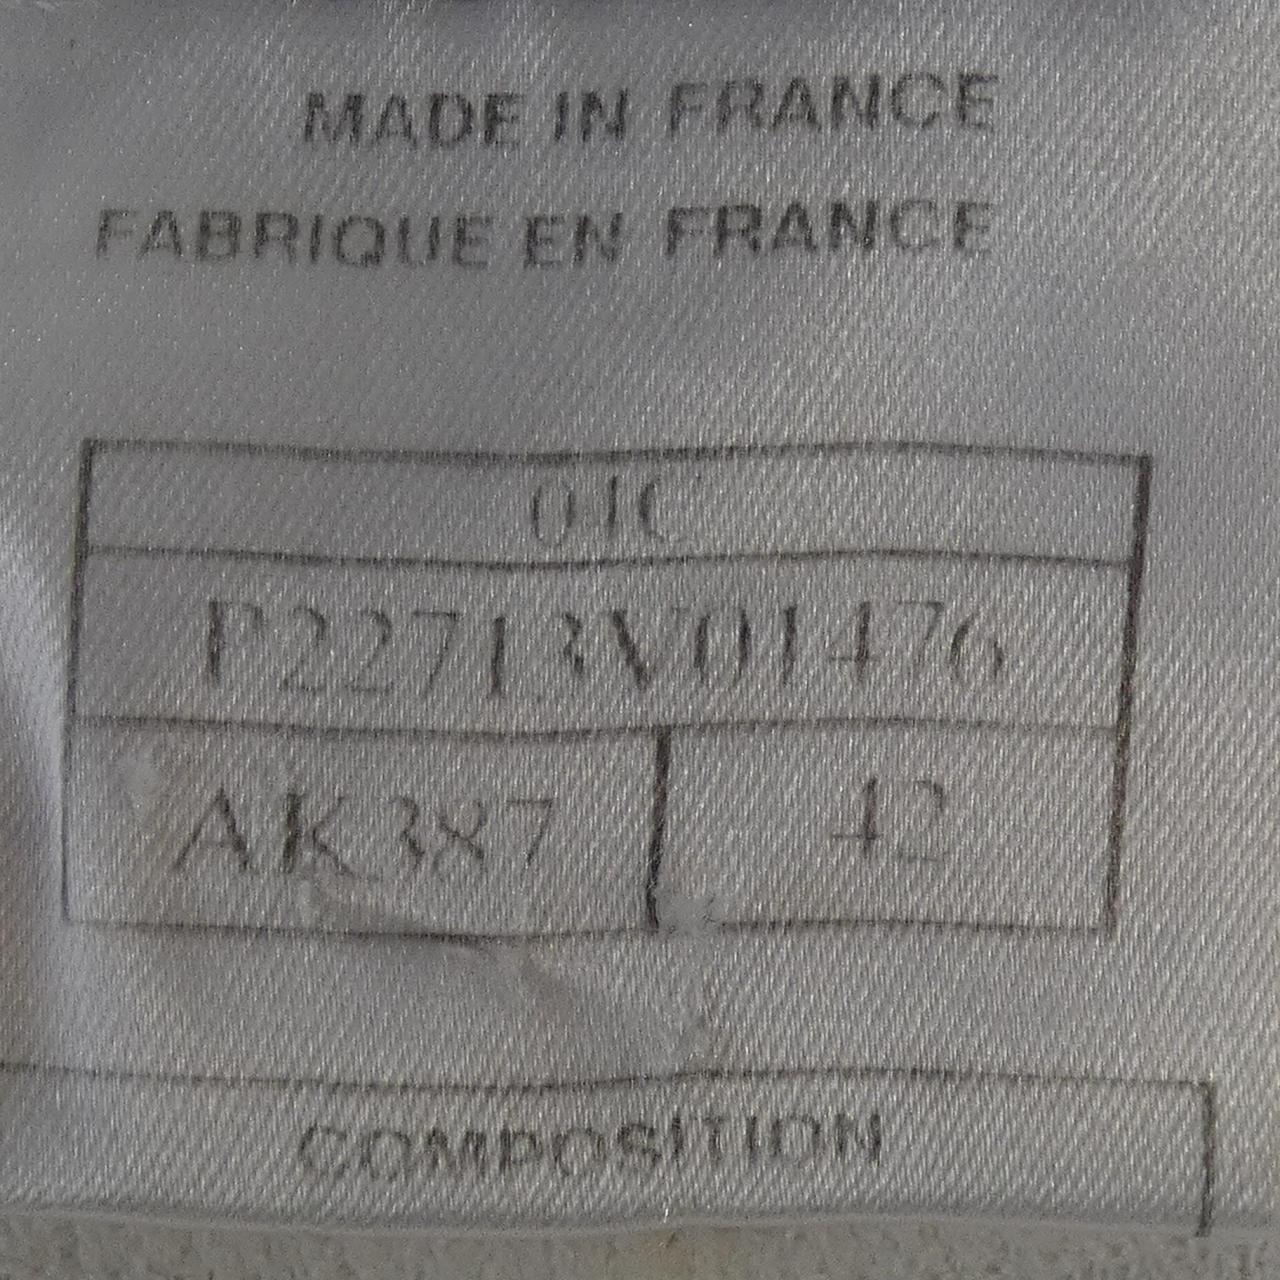 MADE IN FRANCE
FABRIQUE EN FRANCE
01C
P22713V01476
AK387 42
COMPOSITION